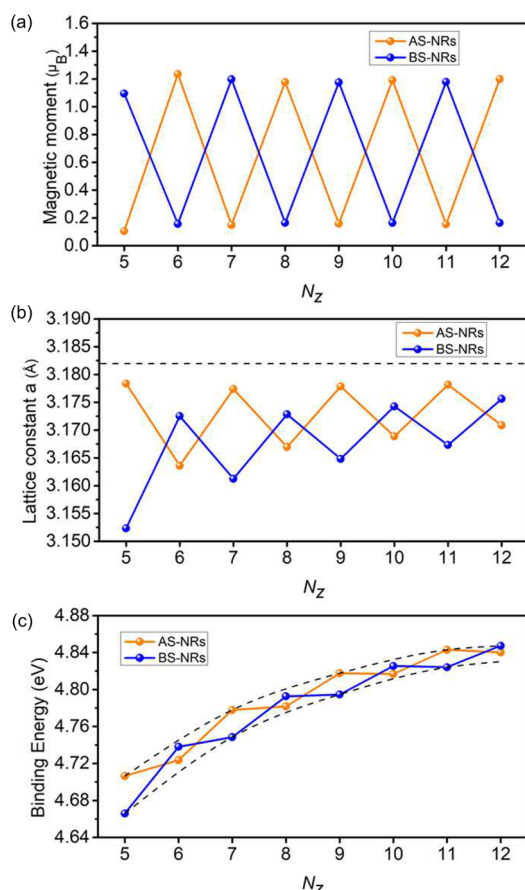 (a)
Magnetic moment (μB)
1.6
1.4
1.2
1.0
0.8
0.6
0.4
0.2
0.0
AS-NRs
BS-NRs
5 6 7 8 9 10 11 12
NZ
(b)
Lattice constant a (Å)
3.190
3.185
3.180
3.175
3.170
3.165
3.160
3.155
3.150
AS-NRs
BS-NRs
5 6 7 8 9 10 11 12
NZ
(c)
Binding Energy (eV)
4.88
4.84
4.80
4.76
4.72
4.68
4.64
AS-NRs
BS-NRs
5 6 7 8 9 10 11 12
NZ